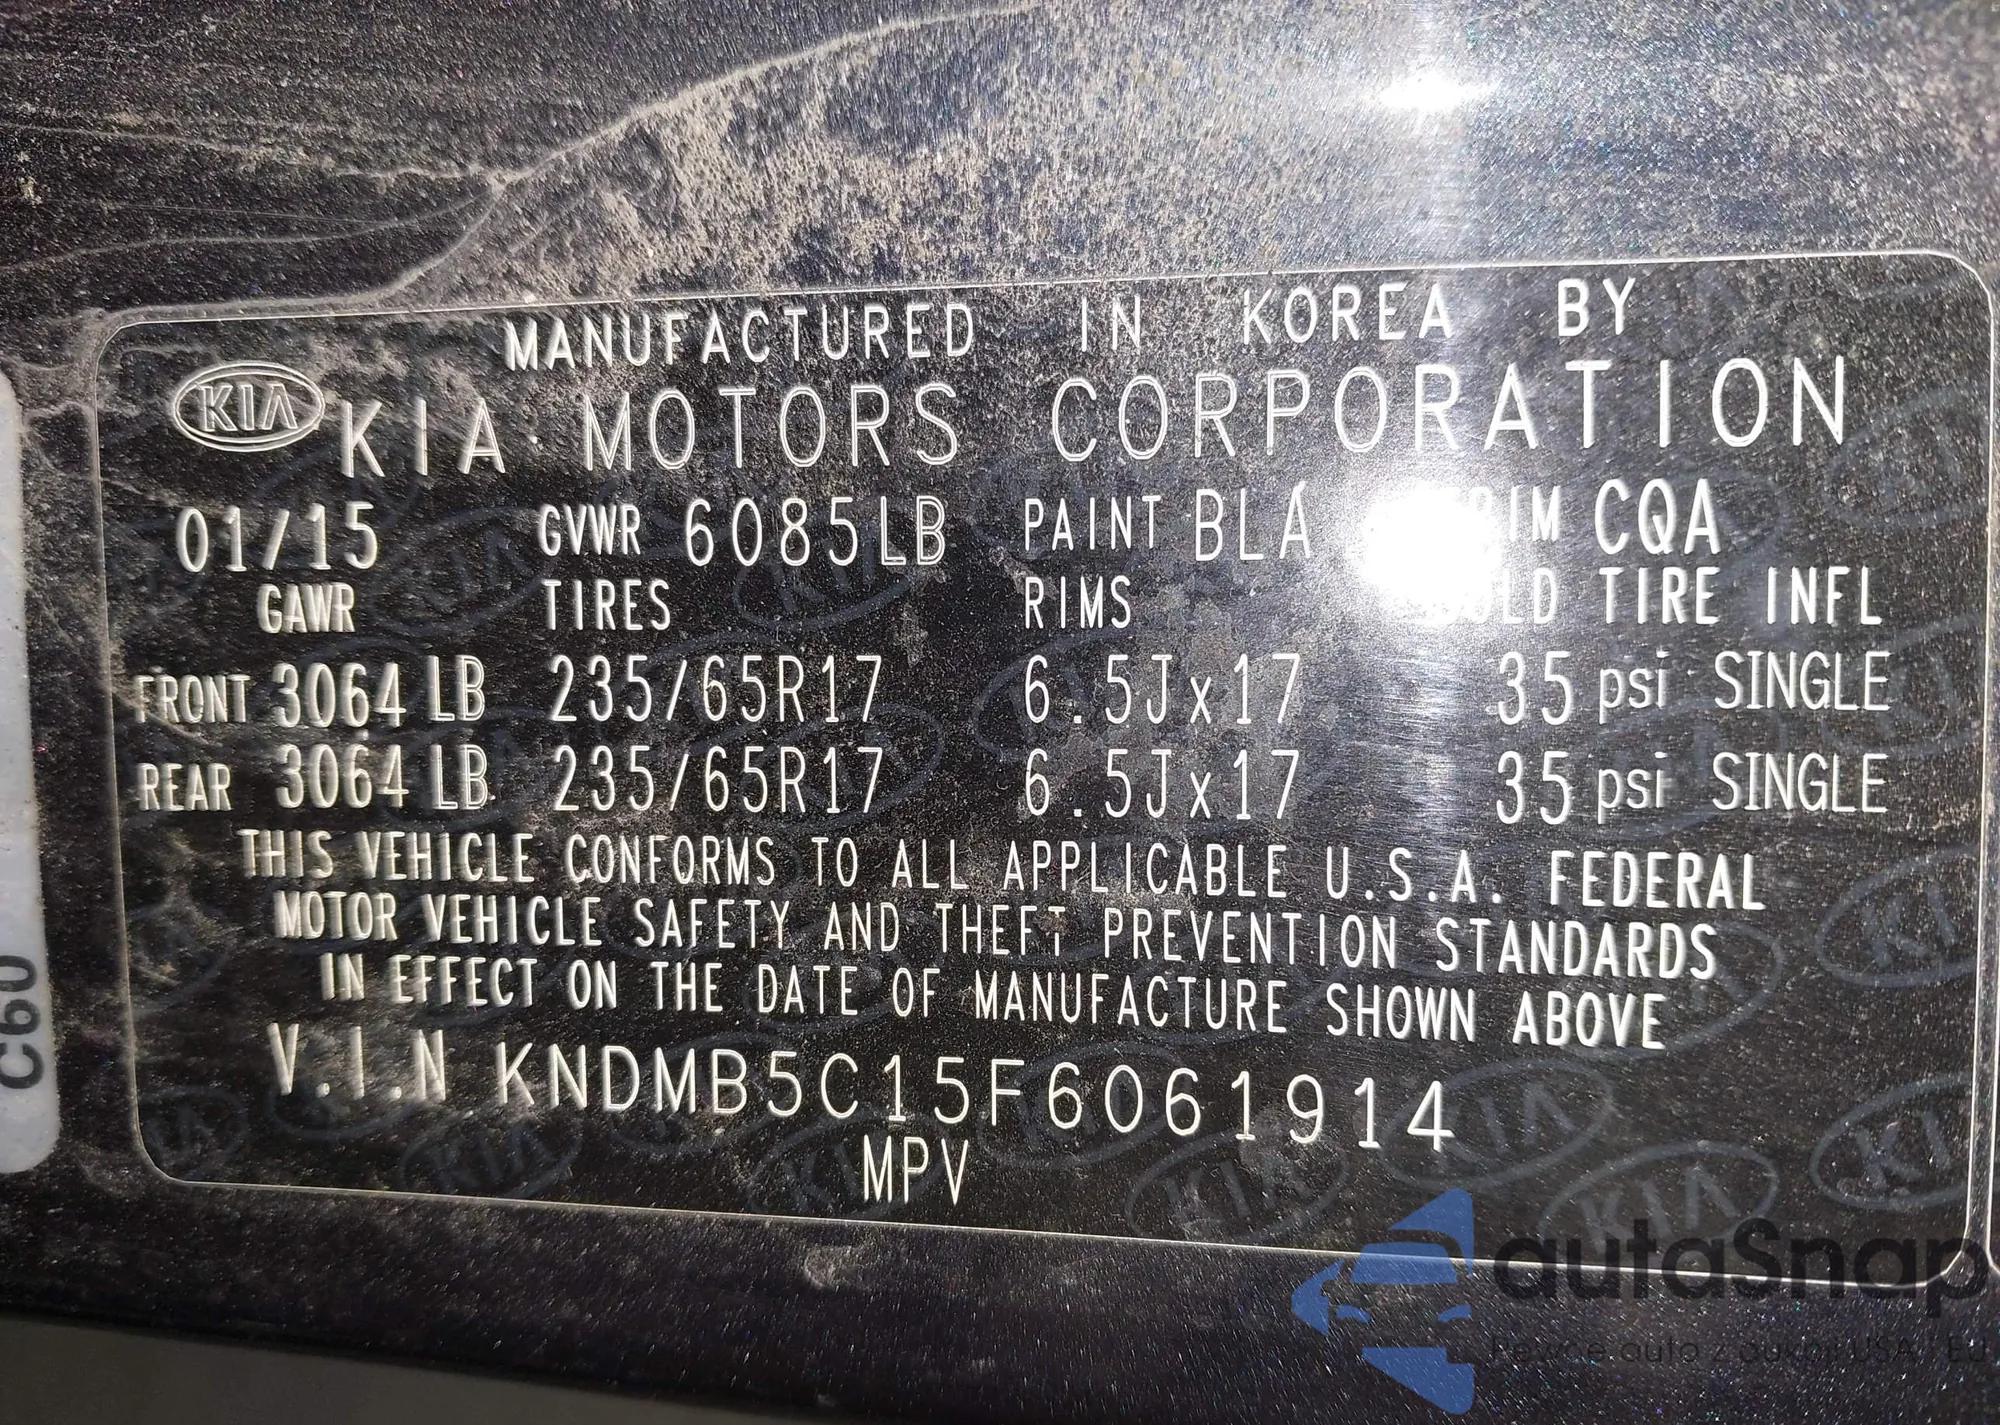 MANUFACTURED IN KOREA BY
KIA KIA MOTORS CORPORATION
01/15 GVWR 6085LB PAINT BLA CQA
GAWR TIRES RIMS TIRE INFL
FRONT 3064 LB 235/65R17 6.5Jx17 35 psi SINGLE
REAR 3064 LB 235/65R17 6.5Jx17 35 psi SINGLE
THIS VEHICLE CONFORMS TO ALL APPLICABLE U.S.A. FEDERAL
MOTOR VEHICLE SAFETY AND THEFT PREVENTION STANDARDS
IN EFFECT ON THE DATE OF MANUFACTURE SHOWN ABOVE
V.I.N KNDMB5C15F6061914
MPV
C60
autaSnap